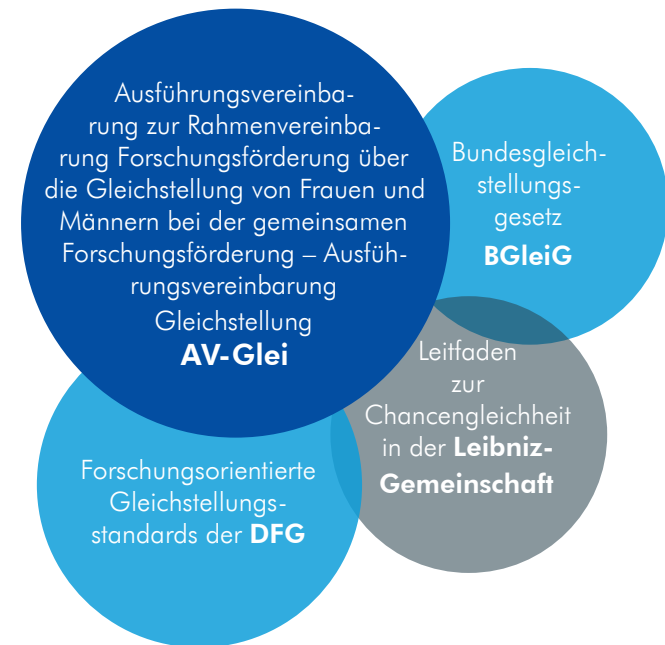 Ausführungsvereinba-
rung zur Rahmenvereinba-
rung Forschungsförderung über
die Gleichstellung von Frauen und
Männern bei der gemeinsamen
Forschungsförderung – Ausfüh-
rungsvereinbarung
Gleichstellung
AV-Glei
Bundesgleich-
stellungs-
gesetz
BGleiG
Leitfaden
zur
Chancengleichheit
in der Leibniz-
Gemeinschaft
Forschungsorientierte
Gleichstellungs-
standards der DFG